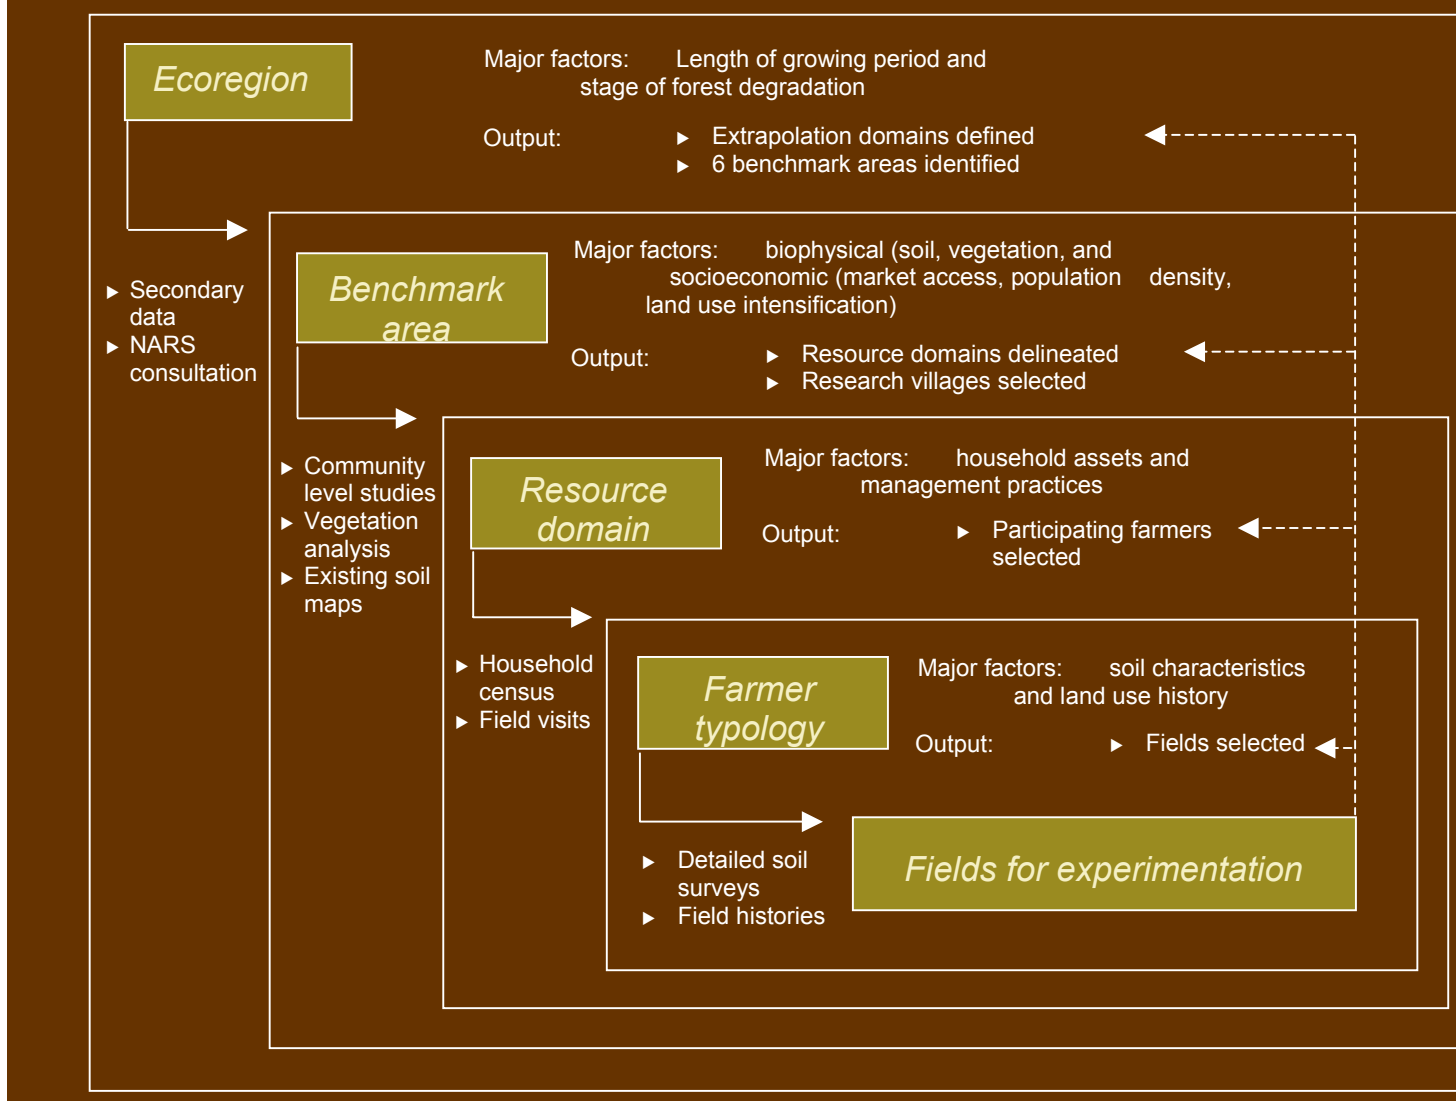 Ecoregion
Major factors: Length of growing period and
stage of forest degradation
Output: ► Extrapolation domains defined
► 6 benchmark areas identified
► Secondary
data
► NARS
consultation
Benchmark
area
Major factors: biophysical (soil, vegetation, and
socioeconomic (market access, population density,
land use intensification)
Output: ► Resource domains delineated
► Research villages selected
► Community
level studies
► Vegetation
analysis
► Existing soil
maps
Resource
domain
Major factors: household assets and
management practices
Output: ► Participating farmers
selected
► Household
census
► Field visits
Farmer
typology
Major factors: soil characteristics
and land use history
Output: ► Fields selected
► Detailed soil
surveys
► Field histories
Fields for experimentation